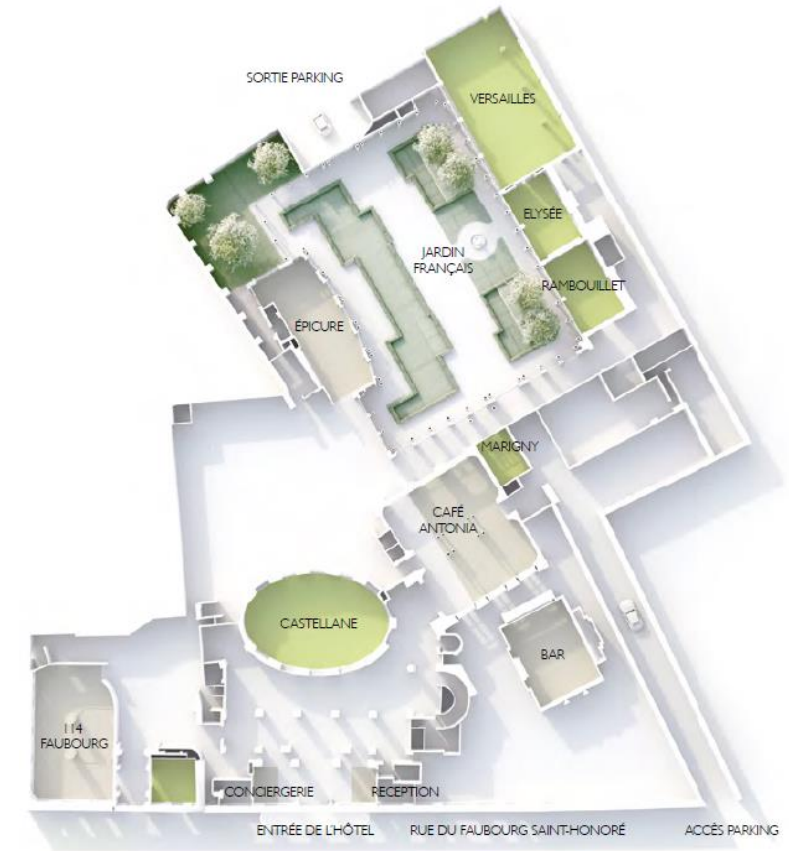 SORTIE PARKING
VERSAILLES
ELYSÉE
JARDIN
FRANÇAIS
RAMBOUILLET
ÉPICURE
MARIGNY
CAFÉ
ANTONIA
CASTELLANE
BAR
114
FAUBOURG
CONCIERGERIE
RECEPTION
ENTRÉE DE L'HÔTEL
RUE DU FAUBOURG SAINT-HONORÉ
ACCÈS PARKING